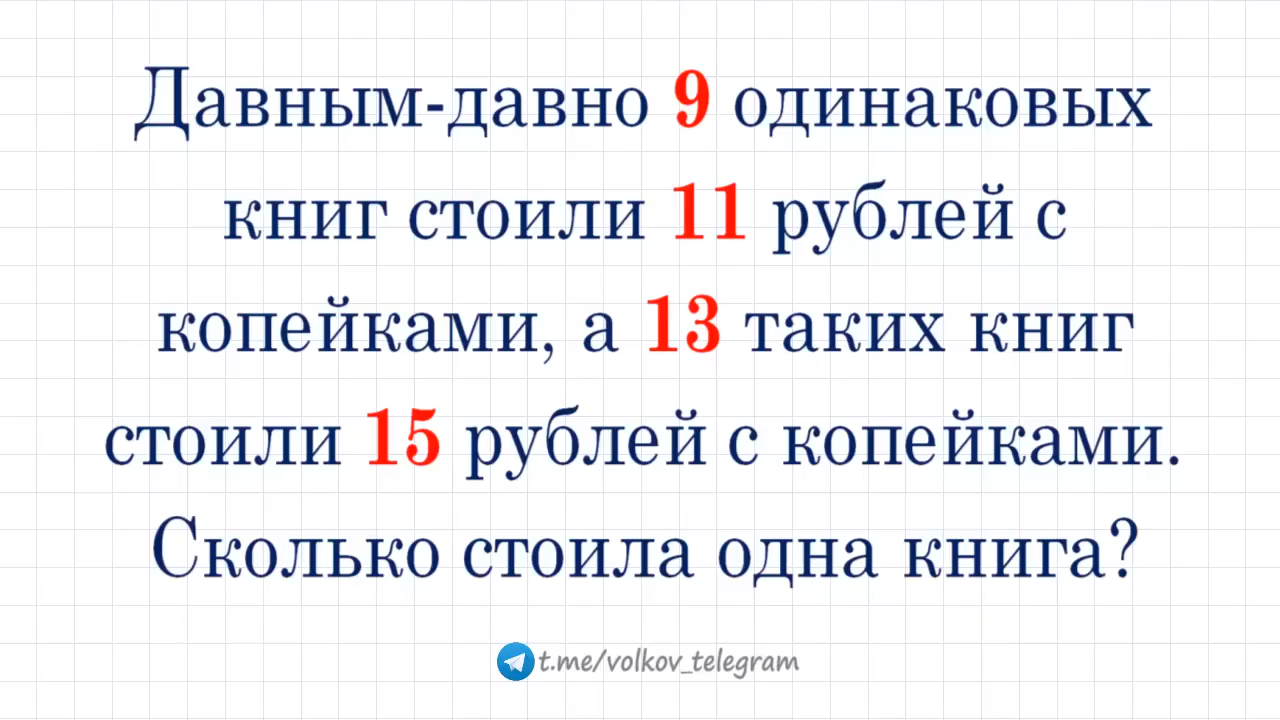 Давным-давно 9 одинаковых
книг стоили 11 рублей с
копейками, а 13 таких книг
стоили 15 рублей с копейками.
Сколько стоила одна книга?
t.me/volkov_telegram